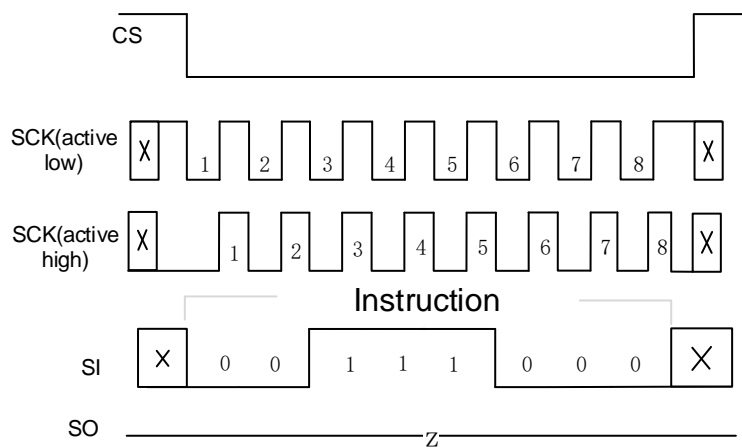 CS
SCK(active
low)
X 1 2 3 4 5 6 7 8 X
SCK(active
high)
X 1 2 3 4 5 6 7 8 X
Instruction
SI X 0 0 1 1 1 0 0 0 X
SO Z